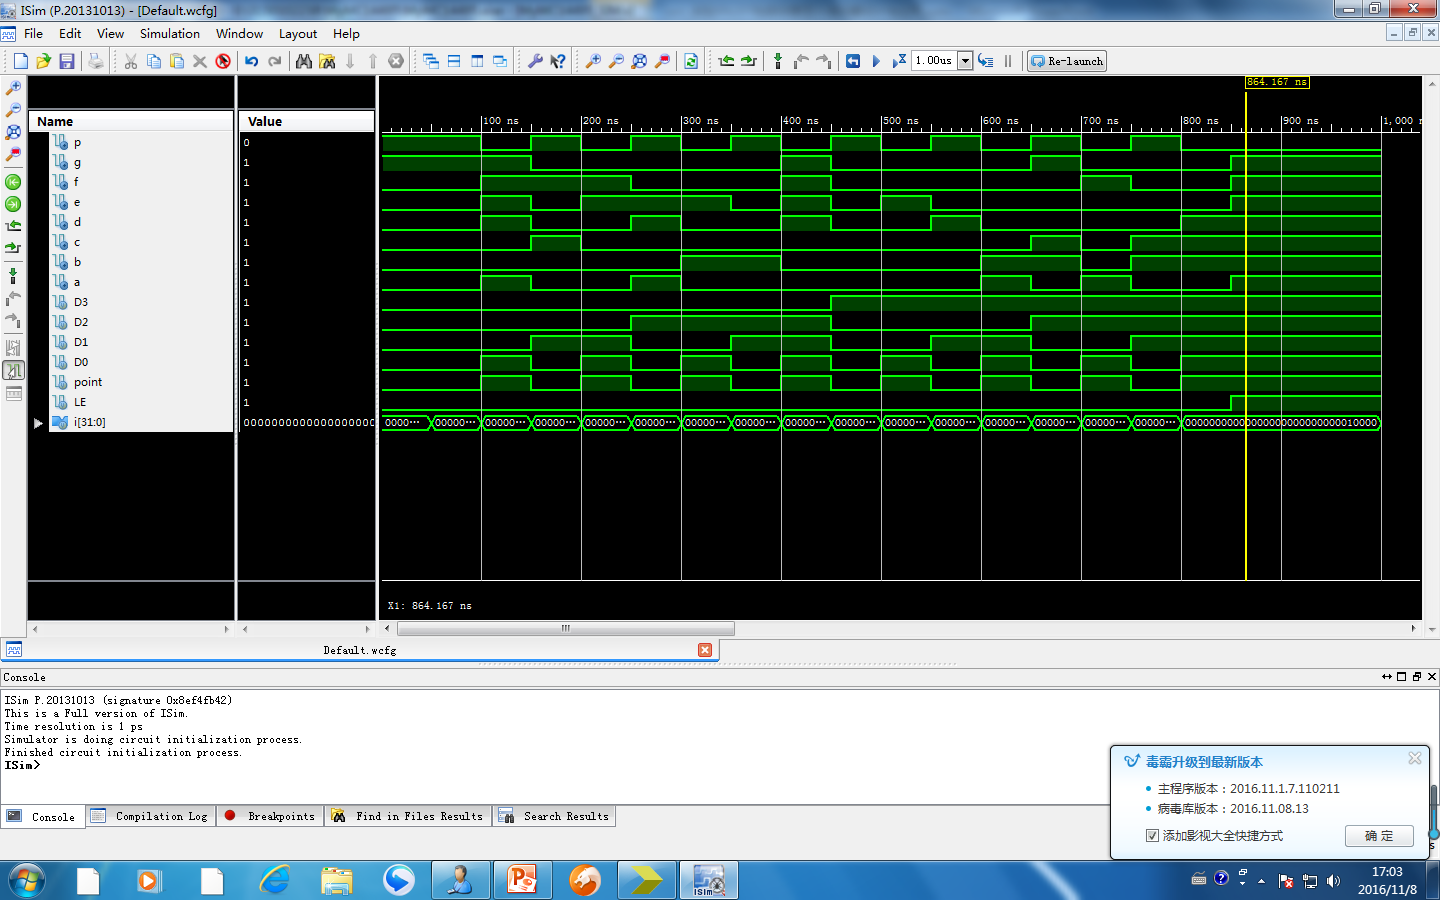 ISim (P.20131013) - [Default.wcfg]
File Edit View Simulation Window Layout Help
1.00us Re-launch
864.167 ns
Name Value
100 ns 200 ns 300 ns 400 ns 500 ns 600 ns 700 ns 800 ns 900 ns 1,000 n
p 0
g 1
f 1
e 1
d 1
c 1
b 1
a 1
D3 1
D2 1
D1 1
D0 1
point 1
LE 1
i[31:0] 00000000000000000000 0000··· 00000··· 00000··· 00000··· 00000··· 00000··· 00000··· 00000··· 00000··· 00000··· 00000··· 00000··· 00000··· 00000··· 00000··· 00000··· 00000000000000000000000000010000
X1: 864.167 ns
Default.wcfg
Console
ISim P.20131013 (signature 0x8ef4fb42)
This is a Full version of ISim.
Time resolution is 1 ps
Simulator is doing circuit initialization process.
Finished circuit initialization process.
ISim>
毒霸升级到最新版本
主程序版本：2016.11.1.7.110211
病毒库版本：2016.11.08.13
添加影视大全快捷方式
确 定
Console Compilation Log Breakpoints Find in Files Results Search Results
17:03
2016/11/8